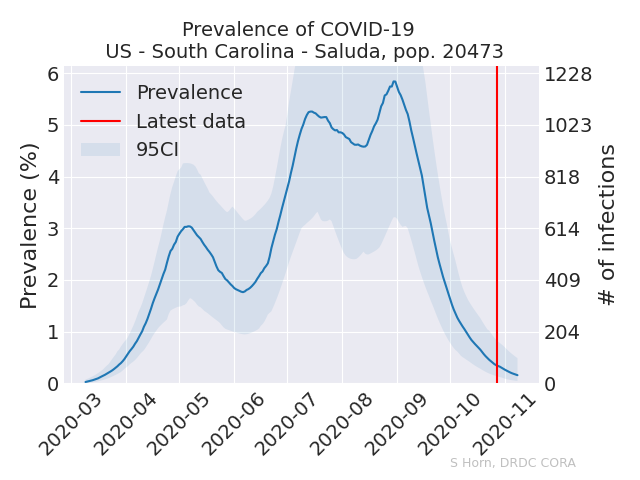 Prevalence of COVID-19
US - South Carolina - Saluda, pop. 20473
Prevalence
Latest data
95CI
Prevalence (%)
6
5
4
3
2
1
0
1228
1023
818
614
409
204
0
# of infections
2020-03
2020-04
2020-05
2020-06
2020-07
2020-08
2020-09
2020-10
2020-11
S Horn, DRDC CORA